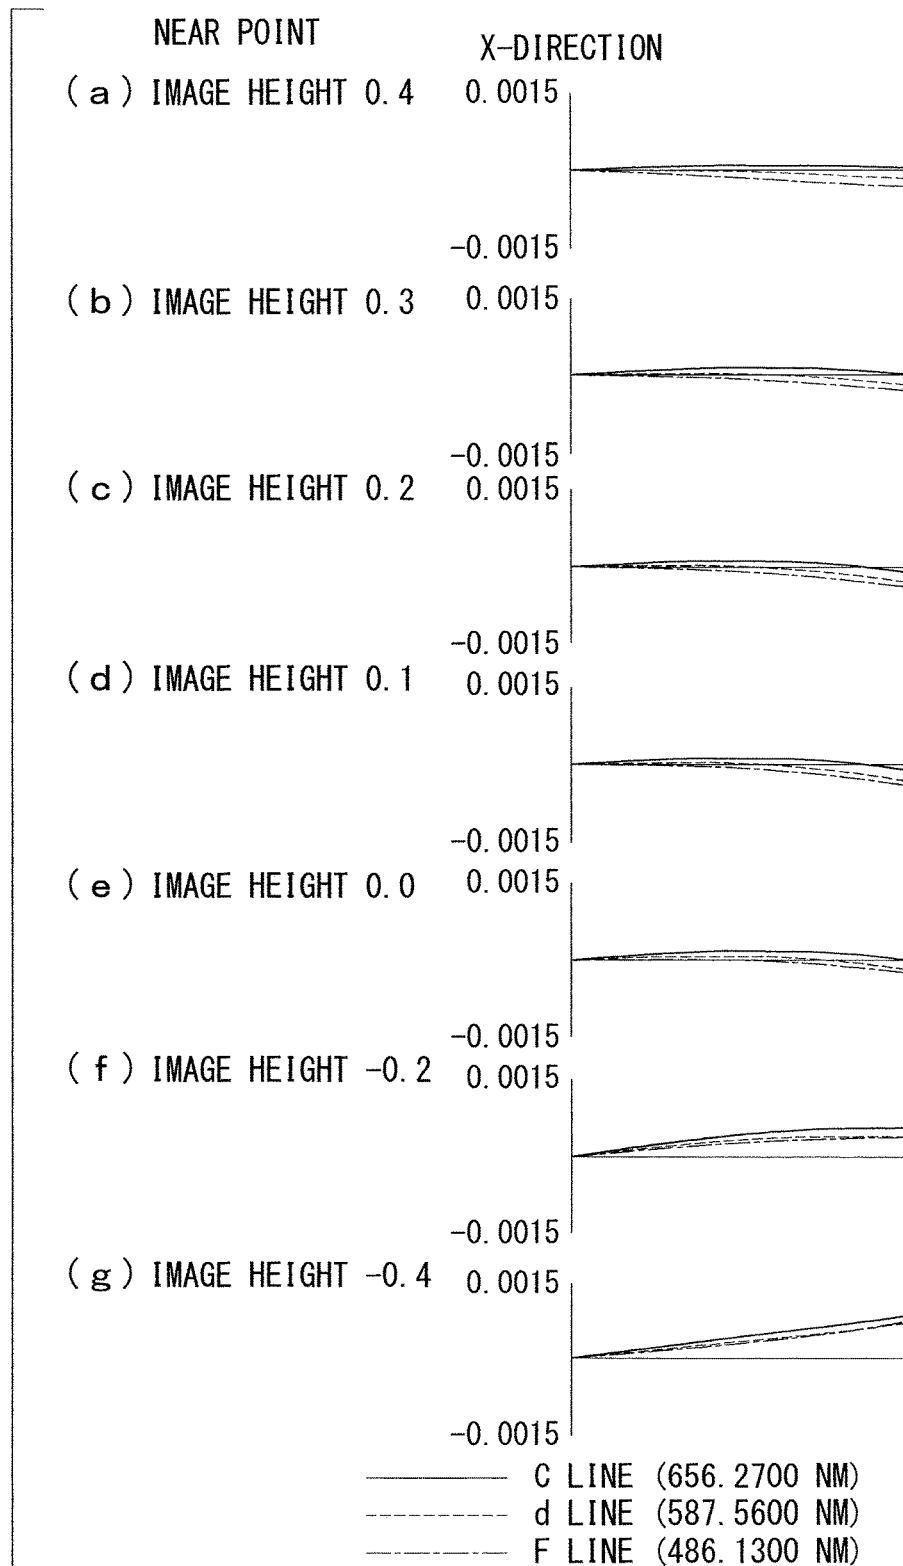 NEAR POINT
X-DIRECTION
(a) IMAGE HEIGHT 0.4
0.0015
-0.0015
(b) IMAGE HEIGHT 0.3
0.0015
-0.0015
(c) IMAGE HEIGHT 0.2
0.0015
-0.0015
(d) IMAGE HEIGHT 0.1
0.0015
-0.0015
(e) IMAGE HEIGHT 0.0
0.0015
-0.0015
(f) IMAGE HEIGHT -0.2
0.0015
-0.0015
(g) IMAGE HEIGHT -0.4
0.0015
-0.0015
C LINE (656.2700 NM)
d LINE (587.5600 NM)
F LINE (486.1300 NM)